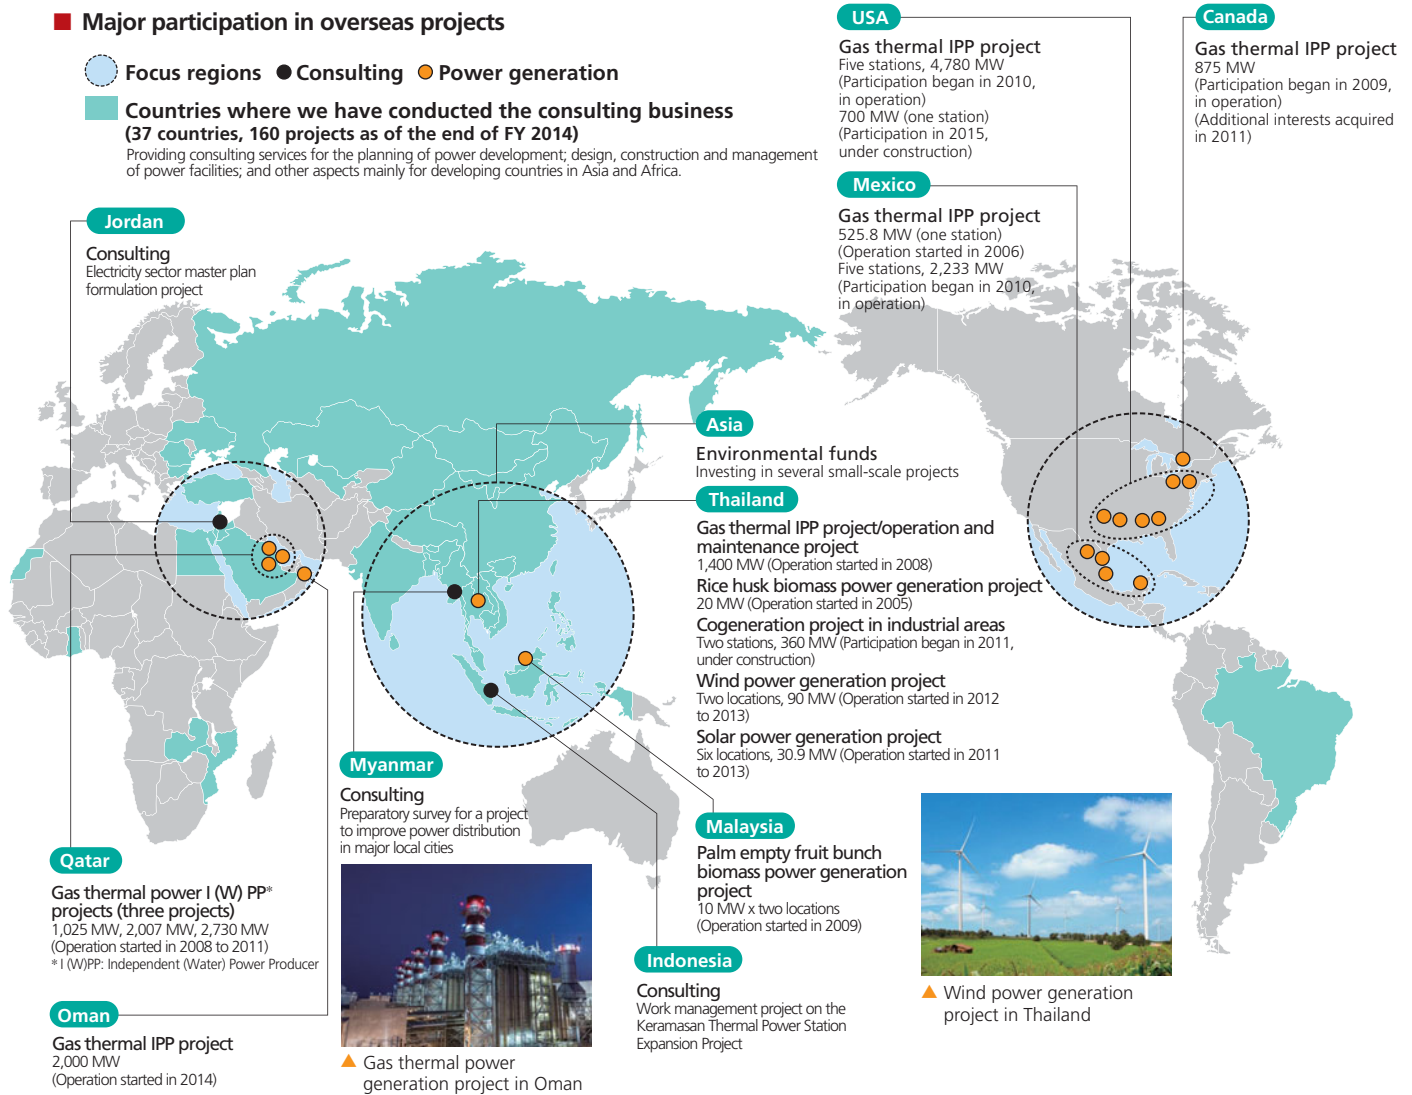 Major participation in overseas projects
Focus regions
Consulting
Power generation
Countries where we have conducted the consulting business
(37 countries, 160 projects as of the end of FY 2014)
Providing consulting services for the planning of power development; design, construction and management
of power facilities; and other aspects mainly for developing countries in Asia and Africa.
USA
Gas thermal IPP project
Five stations, 4,780 MW
(Participation began in 2010,
in operation)
700 MW (one station)
(Participation in 2015,
under construction)
Canada
Gas thermal IPP project
875 MW
(Participation began in 2009,
in operation)
(Additional interests acquired
in 2011)
Mexico
Gas thermal IPP project
525.8 MW (one station)
(Operation started in 2006)
Five stations, 2,233 MW
(Participation began in 2010,
in operation)
Jordan
Consulting
Electricity sector master plan
formulation project
Asia
Environmental funds
Investing in several small-scale projects
Thailand
Gas thermal IPP project/operation and
maintenance project
1,400 MW (Operation started in 2008)
Rice husk biomass power generation project
20 MW (Operation started in 2005)
Cogeneration project in industrial areas
Two stations, 360 MW (Participation began in 2011,
under construction)
Wind power generation project
Two locations, 90 MW (Operation started in 2012
to 2013)
Solar power generation project
Six locations, 30.9 MW (Operation started in 2011
to 2013)
Myanmar
Consulting
Preparatory survey for a project
to improve power distribution
in major local cities
Malaysia
Palm empty fruit bunch
biomass power generation
project
10 MW x two locations
(Operation started in 2009)
Qatar
Gas thermal power I (W) PP*
projects (three projects)
1,025 MW, 2,007 MW, 2,730 MW
(Operation started in 2008 to 2011)
* I (W)PP: Independent (Water) Power Producer
Indonesia
Consulting
Work management project on the
Keramasan Thermal Power Station
Expansion Project
Oman
Gas thermal IPP project
2,000 MW
(Operation started in 2014)
Gas thermal power
generation project in Oman
Wind power generation
project in Thailand